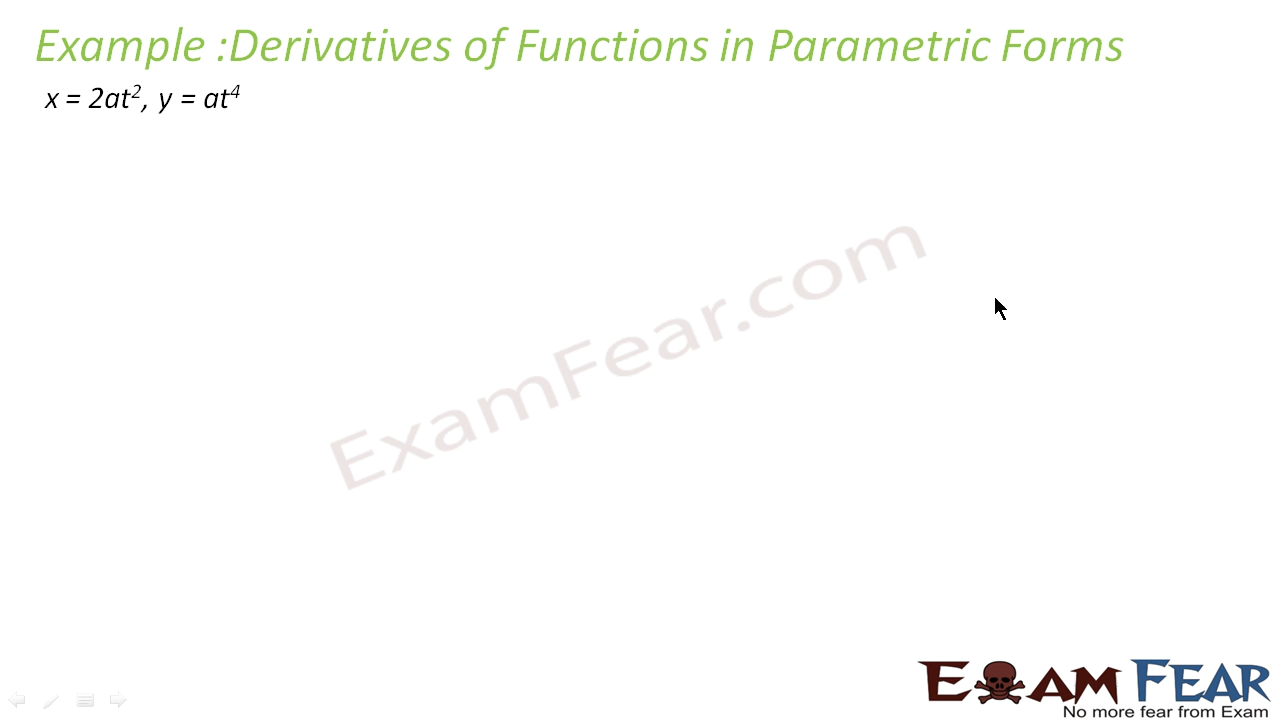 Example :Derivatives of Functions in Parametric Forms
x = 2at², y = at⁴
ExamFear.com
EXAM FEAR
No more fear from Exam